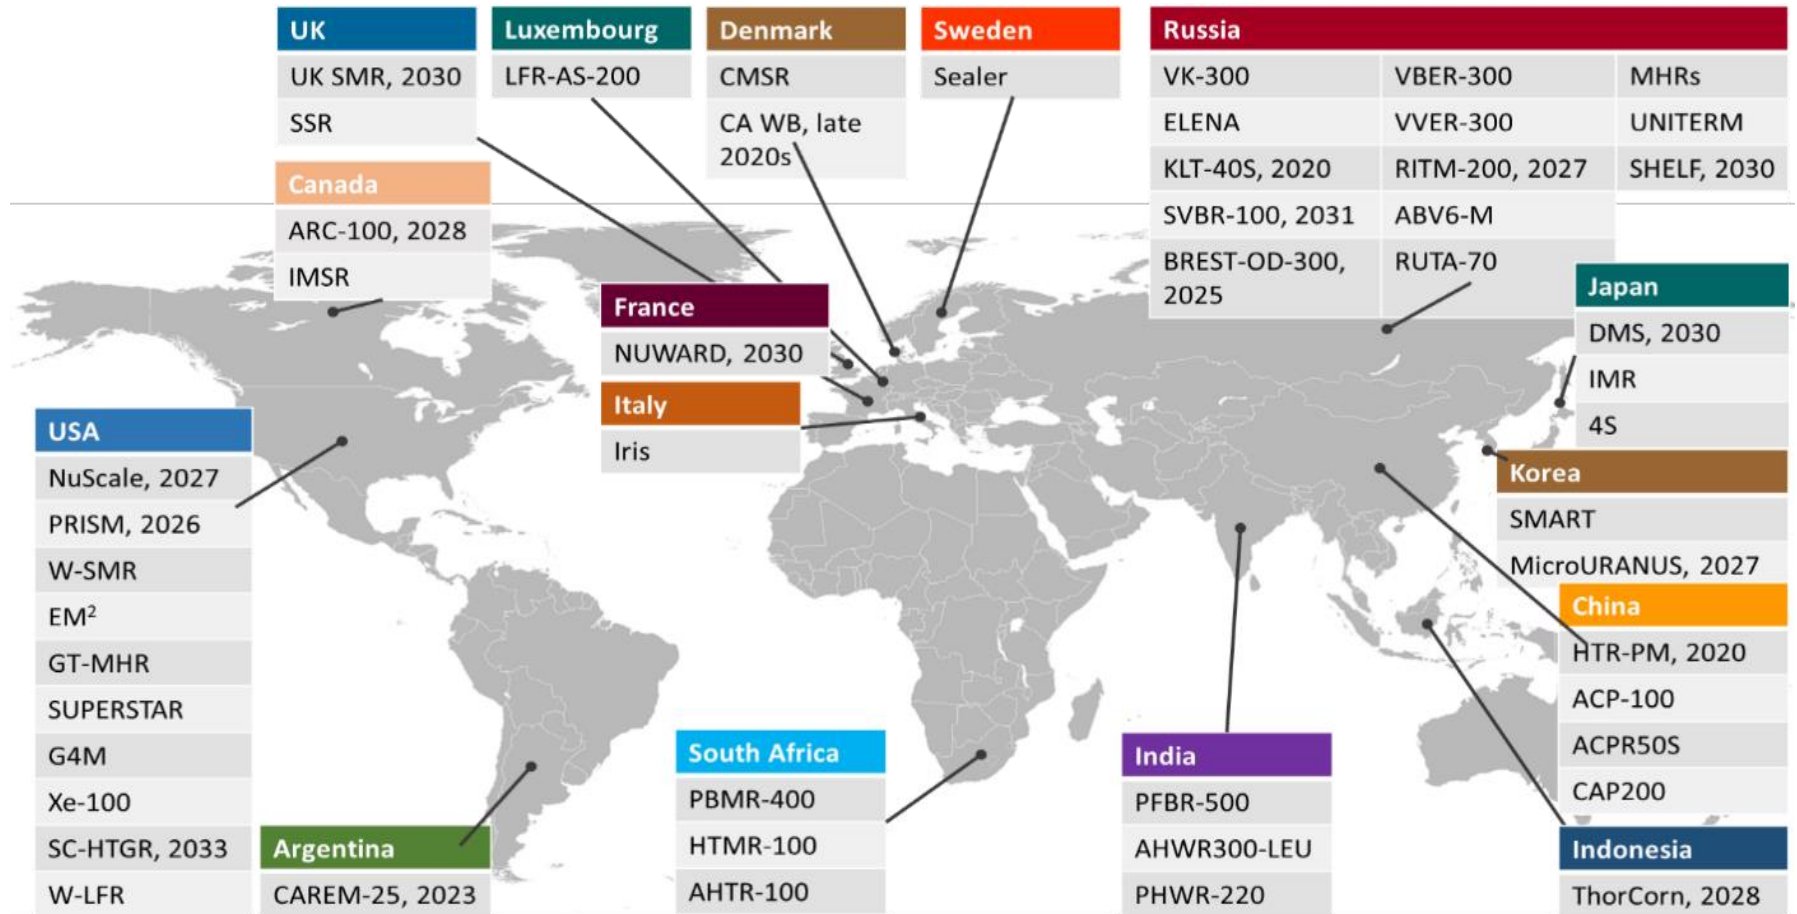 UK
UK SMR, 2030
SSR
Luxembourg
LFR-AS-200
Denmark
CMSR
CA WB, late
2020s
Sweden
Sealer
Russia
VK-300
VBER-300
MHRs
ELENA
VVER-300
UNITERM
KLT-40S, 2020
RITM-200, 2027
SHELF, 2030
SVBR-100, 2031
ABV6-M
BREST-OD-300,
2025
RUTA-70
Canada
ARC-100, 2028
IMSR
France
NUWARD, 2030
Italy
Iris
Japan
DMS, 2030
IMR
4S
Korea
SMART
MicroURANUS, 2027
China
HTR-PM, 2020
ACP-100
ACPR50S
CAP200
Indonesia
ThorCorn, 2028
USA
NuScale, 2027
PRISM, 2026
W-SMR
EM²
GT-MHR
SUPERSTAR
G4M
Xe-100
SC-HTGR, 2033
W-LFR
Argentina
CAREM-25, 2023
South Africa
PBMR-400
HTMR-100
AHTR-100
India
PFBR-500
AHWR300-LEU
PHWR-220